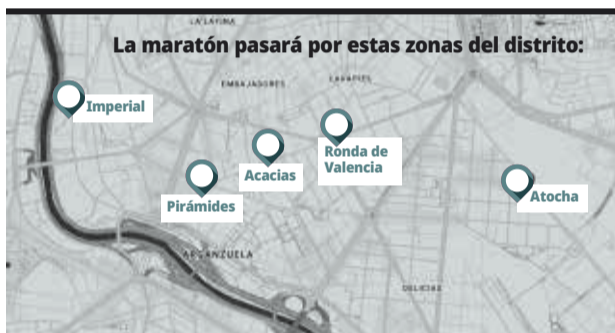 LA LATINA
La maratón pasará por estas zonas del distrito:
EMBAJADORES
LAVAPIÉS
Imperial
Ronda de
Valencia
Acacias
Pirámides
Atocha
ARGANZUELA
DELICIAS